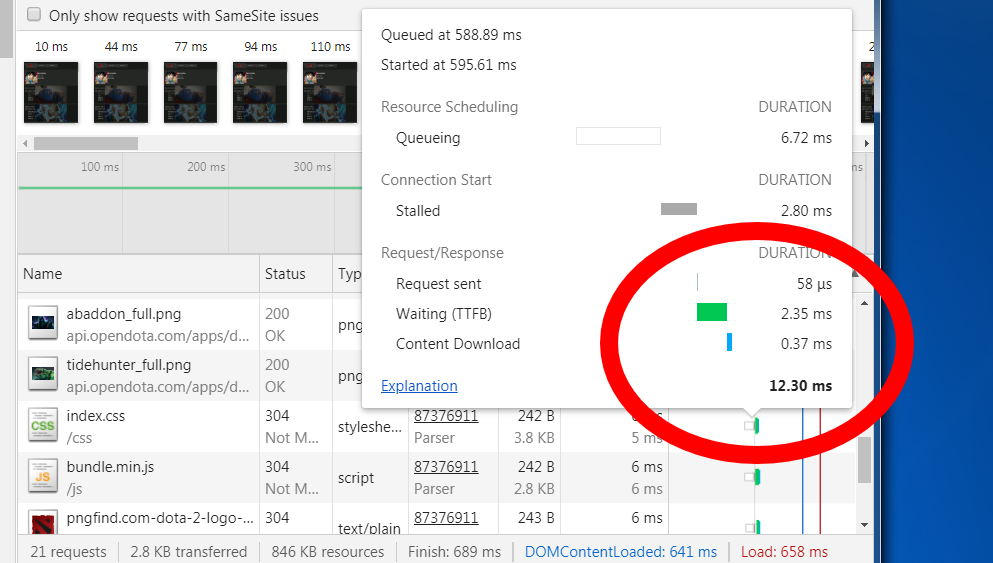 Only show requests with SameSite issues
10 ms 44 ms 77 ms 94 ms 110 ms
100 ms 200 ms 300 ms
Queued at 588.89 ms
Started at 595.61 ms
Resource Scheduling DURATION
Queueing 6.72 ms
Connection Start DURATION
Stalled 2.80 ms
Request/Response DURATION
Request sent 58 μs
Waiting (TTFB) 2.35 ms
Content Download 0.37 ms
Explanation 12.30 ms
Name Status Typ
abaddon_full.png 200 png
api.opendota.com/apps/d... OK
tidehunter_full.png 200 png
api.opendota.com/apps/d... OK
index.css 304 styleshe... 87376911 242 B
/css Not M... Parser 3.8 KB 5 ms
bundle.min.js 304 script 87376911 242 B 6 ms
/js Not M... Parser 2.8 KB 6 ms
pngfind.com-dota-2-logo-... 304 text/plain 87376911 243 B 6 ms
21 requests 2.8 KB transferred 846 KB resources Finish: 689 ms DOMContentLoaded: 641 ms Load: 658 ms